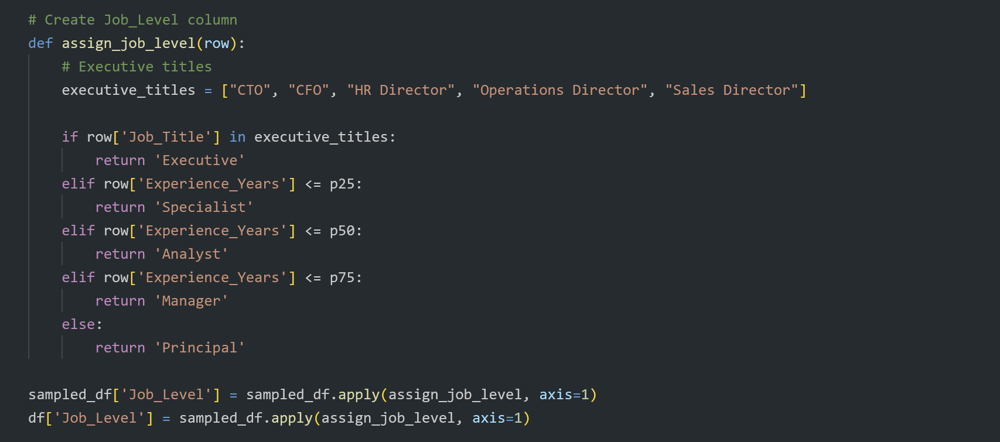 # Create Job_Level column
def assign_job_level(row):
    # Executive titles
    executive_titles = ["CTO", "CFO", "HR Director", "Operations Director", "Sales Director"]

    if row['Job_Title'] in executive_titles:
        return 'Executive'
    elif row['Experience_Years'] <= p25:
        return 'Specialist'
    elif row['Experience_Years'] <= p50:
        return 'Analyst'
    elif row['Experience_Years'] <= p75:
        return 'Manager'
    else:
        return 'Principal'

sampled_df['Job_Level'] = sampled_df.apply(assign_job_level, axis=1)
df['Job_Level'] = sampled_df.apply(assign_job_level, axis=1)